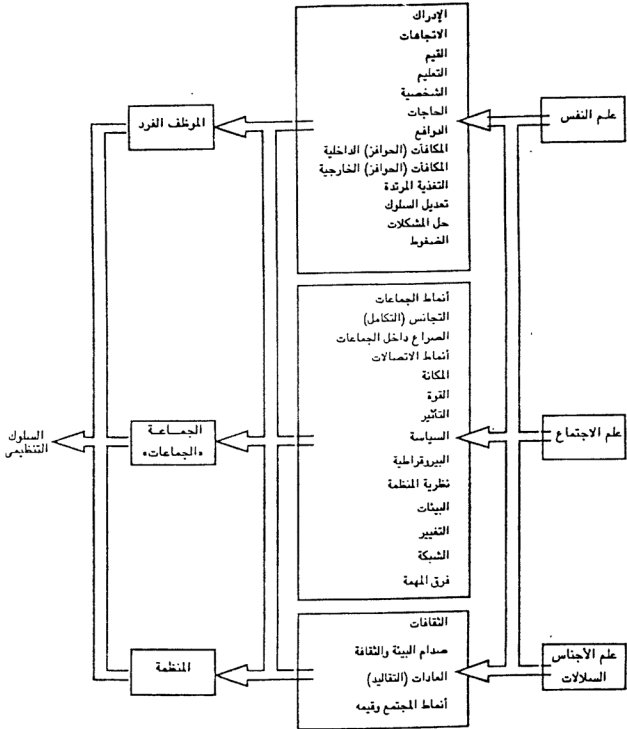 علم النفس
الإدراك
الاتجاهات
القيم
التعليم
الشخصية
الحاجات
الدوافع
المكافآت (الحوافز) الداخلية
المكافآت (الحوافز) الخارجية
التغذية المرتدة
تعديل السلوك
حل المشكلات
الضغوط
الموظف الفرد
علم الاجتماع
أنماط الجماعات
التجانس (التكامل)
الصراع داخل الجماعات
أنماط الاتصالات
المكانة
القوة
التأثير
السياسة
البيروقراطية
نظرية المنظمة
البيئات
التغيير
الشبكة
فرق المهمة
الجماعة
«الجماعات»
السلوك
التنظيمى
علم الأجناس
السلالات
الثقافات
صدام البيئة والثقافة
العادات (التقاليد)
أنماط المجتمع وقيمه
المنظمة